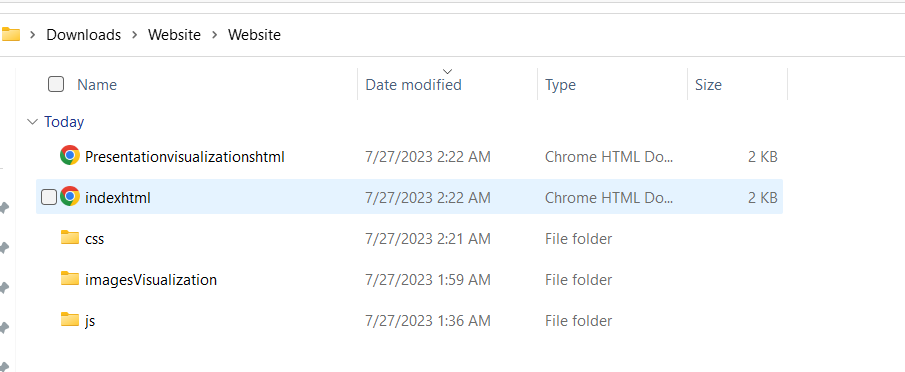 Downloads > Website > Website
Name Date modified Type Size
Today
Presentationvisualizationshtml 7/27/2023 2:22 AM Chrome HTML Do... 2 KB
indexhtml 7/27/2023 2:22 AM Chrome HTML Do... 2 KB
css 7/27/2023 2:21 AM File folder
imagesVisualization 7/27/2023 1:59 AM File folder
js 7/27/2023 1:36 AM File folder